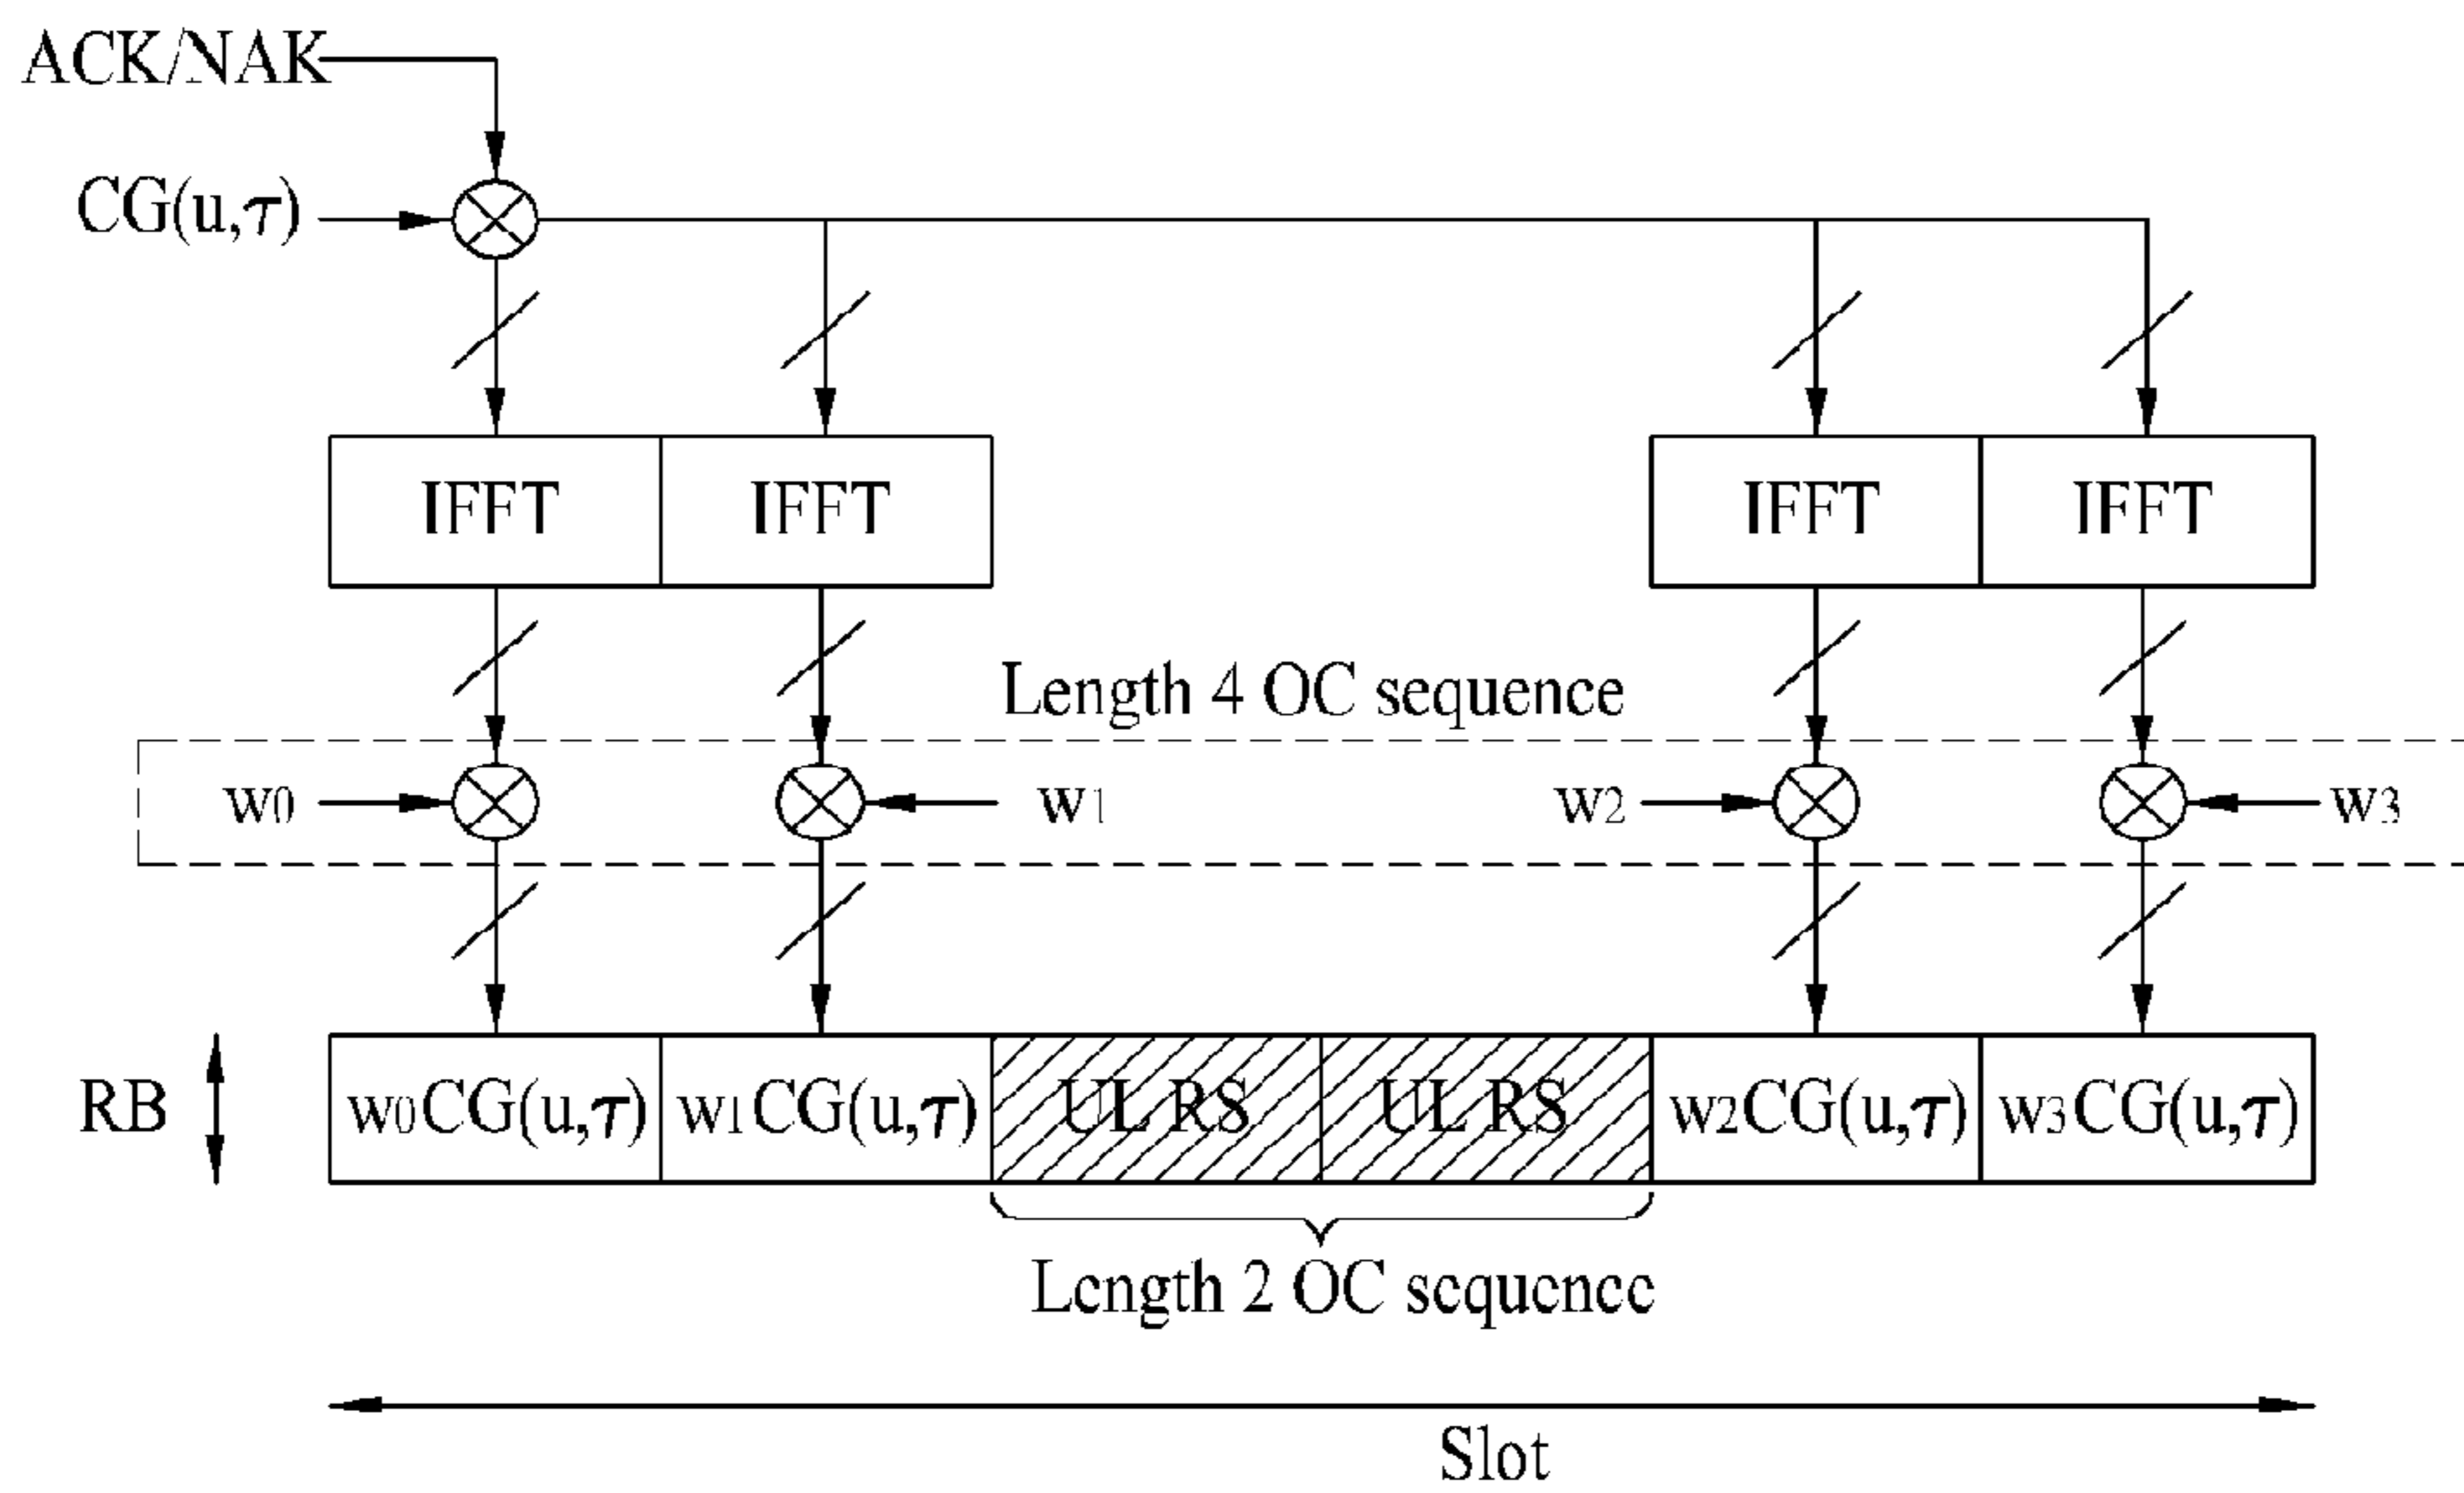 ACK/NAK
CG(u,τ)
IFFT IFFT IFFT IFFT
Length 4 OC sequence
w0 w1 w2 w3
RB w0CG(u,τ) w1CG(u,τ) UL RS UL RS w2CG(u,τ) w3CG(u,τ)
Length 2 OC sequence
Slot